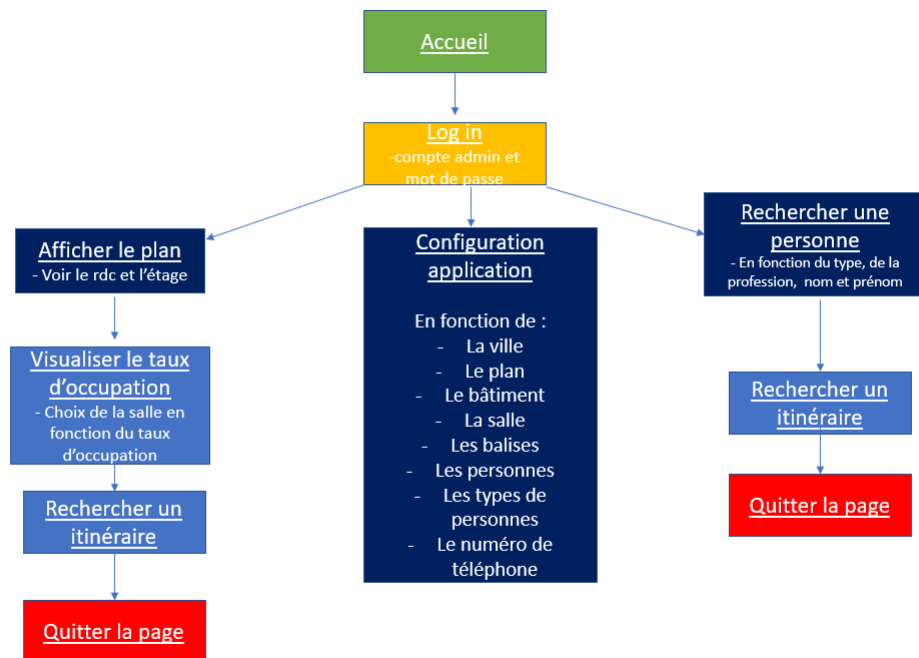 Accueil
Log in
-compte admin et
mot de passe
Afficher le plan
- Voir le rdc et l'étage
Visualiser le taux
d'occupation
- Choix de la salle en
fonction du taux
d'occupation
Rechercher un
itinéraire
Quitter la page
Configuration
application
En fonction de :
- La ville
- Le plan
- Le bâtiment
- La salle
- Les balises
- Les personnes
- Les types de
personnes
- Le numéro de
téléphone
Rechercher une
personne
- En fonction du type, de la
profession, nom et prénom
Rechercher un
itinéraire
Quitter la page